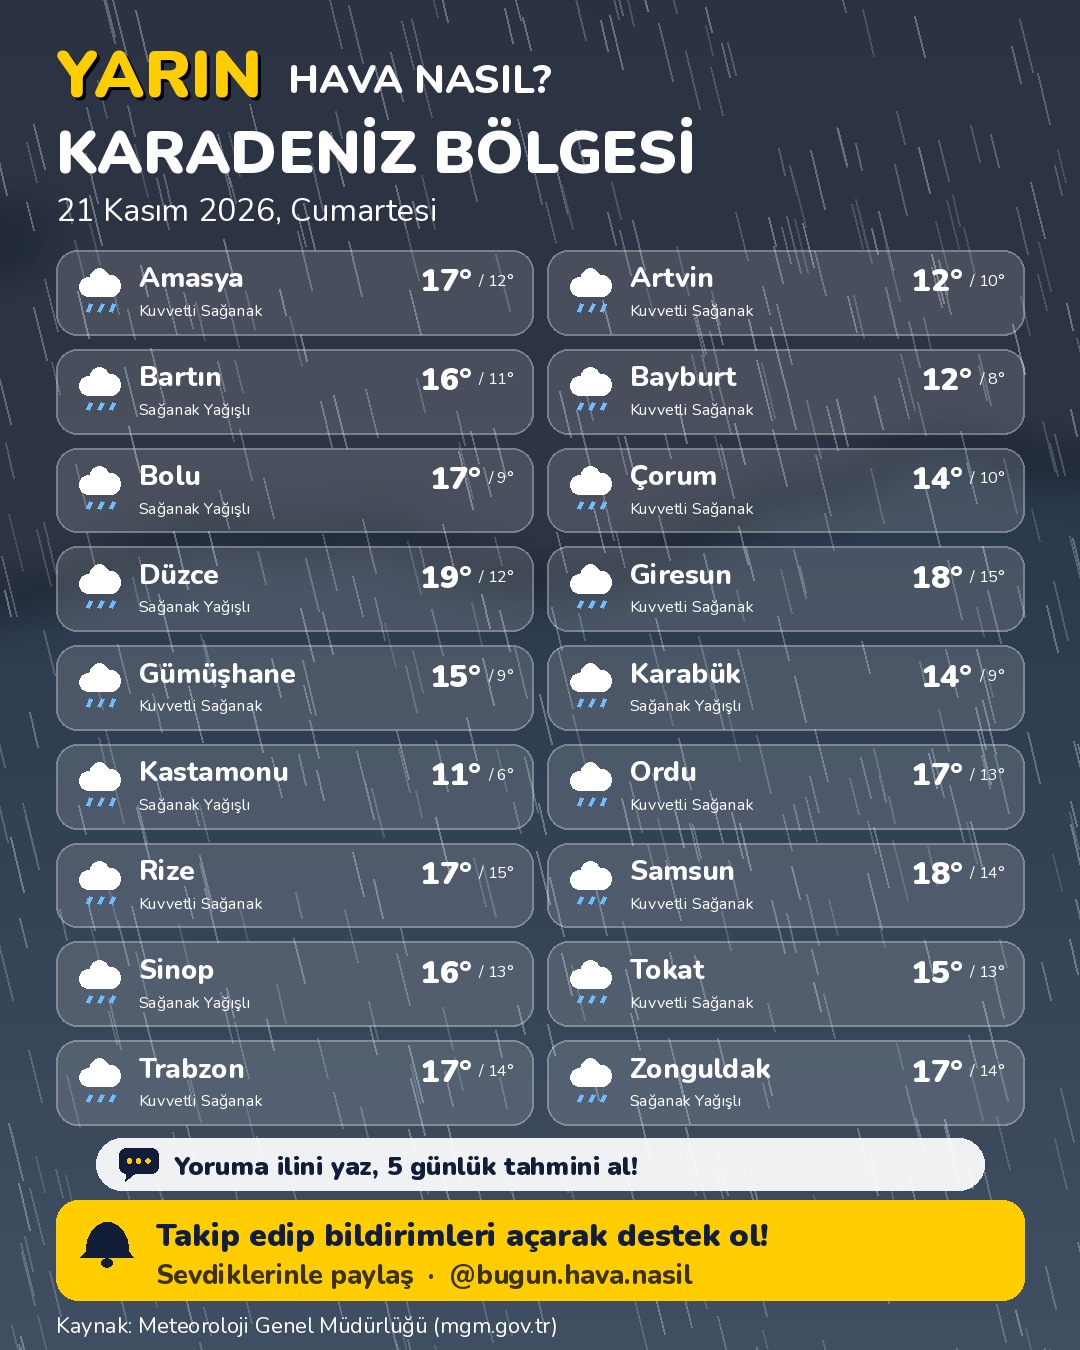 YARIN HAVA NASIL?
KARADENİZ BÖLGESİ
21 Kasım 2026, Cumartesi
Amasya 17° / 12°
Kuvvetli Sağanak
Artvin 12° / 10°
Kuvvetli Sağanak
Bartın 16° / 11°
Sağanak Yağışlı
Bayburt 12° / 8°
Kuvvetli Sağanak
Bolu 17° / 9°
Sağanak Yağışlı
Çorum 14° / 10°
Kuvvetli Sağanak
Düzce 19° / 12°
Sağanak Yağışlı
Giresun 18° / 15°
Kuvvetli Sağanak
Gümüşhane 15° / 9°
Kuvvetli Sağanak
Karabük 14° / 9°
Sağanak Yağışlı
Kastamonu 11° / 6°
Sağanak Yağışlı
Ordu 17° / 13°
Kuvvetli Sağanak
Rize 17° / 15°
Kuvvetli Sağanak
Samsun 18° / 14°
Kuvvetli Sağanak
Sinop 16° / 13°
Sağanak Yağışlı
Tokat 15° / 13°
Kuvvetli Sağanak
Trabzon 17° / 14°
Kuvvetli Sağanak
Zonguldak 17° / 14°
Sağanak Yağışlı
Yoruma ilini yaz, 5 günlük tahmini al!
Takip edip bildirimleri açarak destek ol!
Sevdiklerinle paylaş · @bugun.hava.nasil
Kaynak: Meteoroloji Genel Müdürlüğü (mgm.gov.tr)